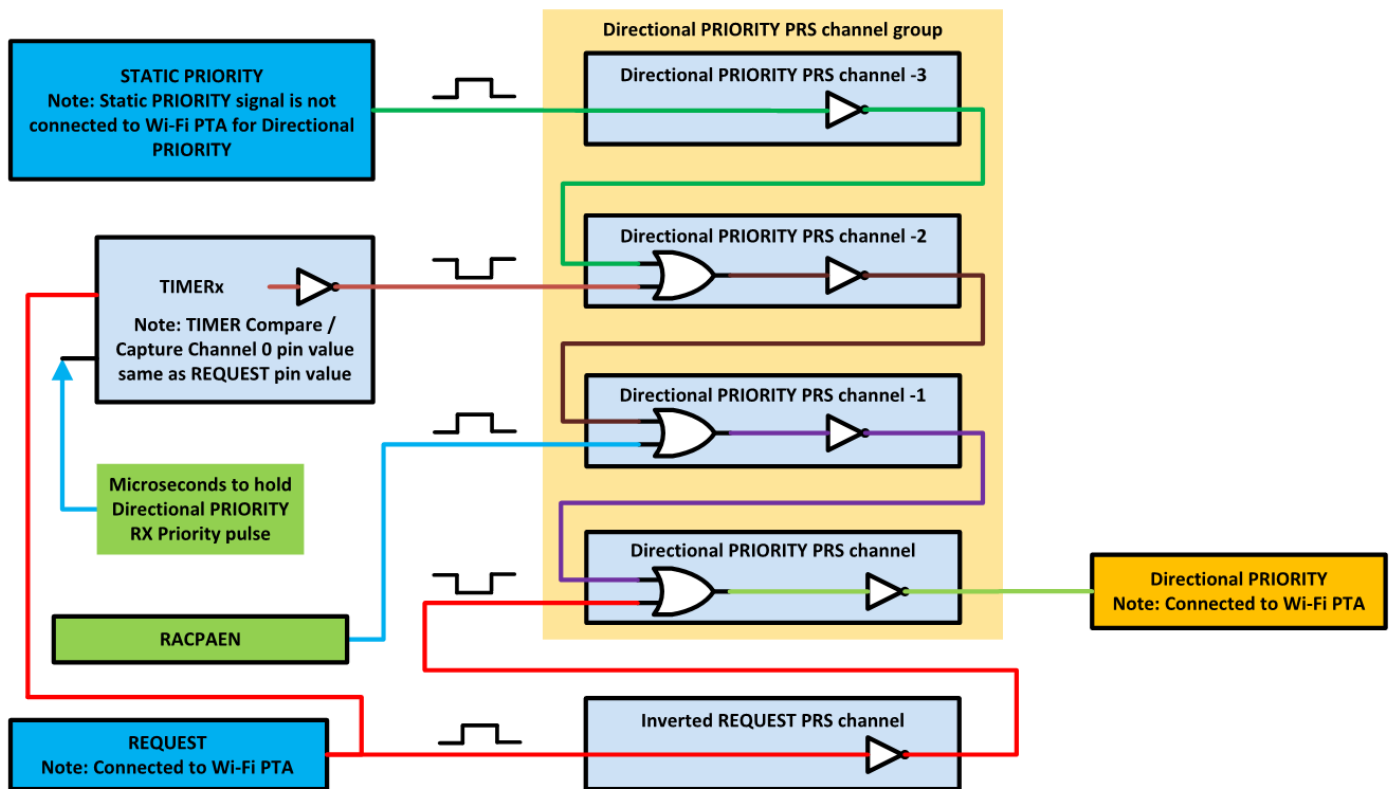 Directional PRIORITY PRS channel group
STATIC PRIORITY
Note: Static PRIORITY signal is not
connected to Wi-Fi PTA for Directional
PRIORITY
Directional PRIORITY PRS channel -3
Directional PRIORITY PRS channel -2
TIMERx
Note: TIMER Compare /
Capture Channel 0 pin value
same as REQUEST pin value
Directional PRIORITY PRS channel -1
Microseconds to hold
Directional PRIORITY
RX Priority pulse
Directional PRIORITY PRS channel
Directional PRIORITY
Note: Connected to Wi-Fi PTA
RACPAEN
Inverted REQUEST PRS channel
REQUEST
Note: Connected to Wi-Fi PTA